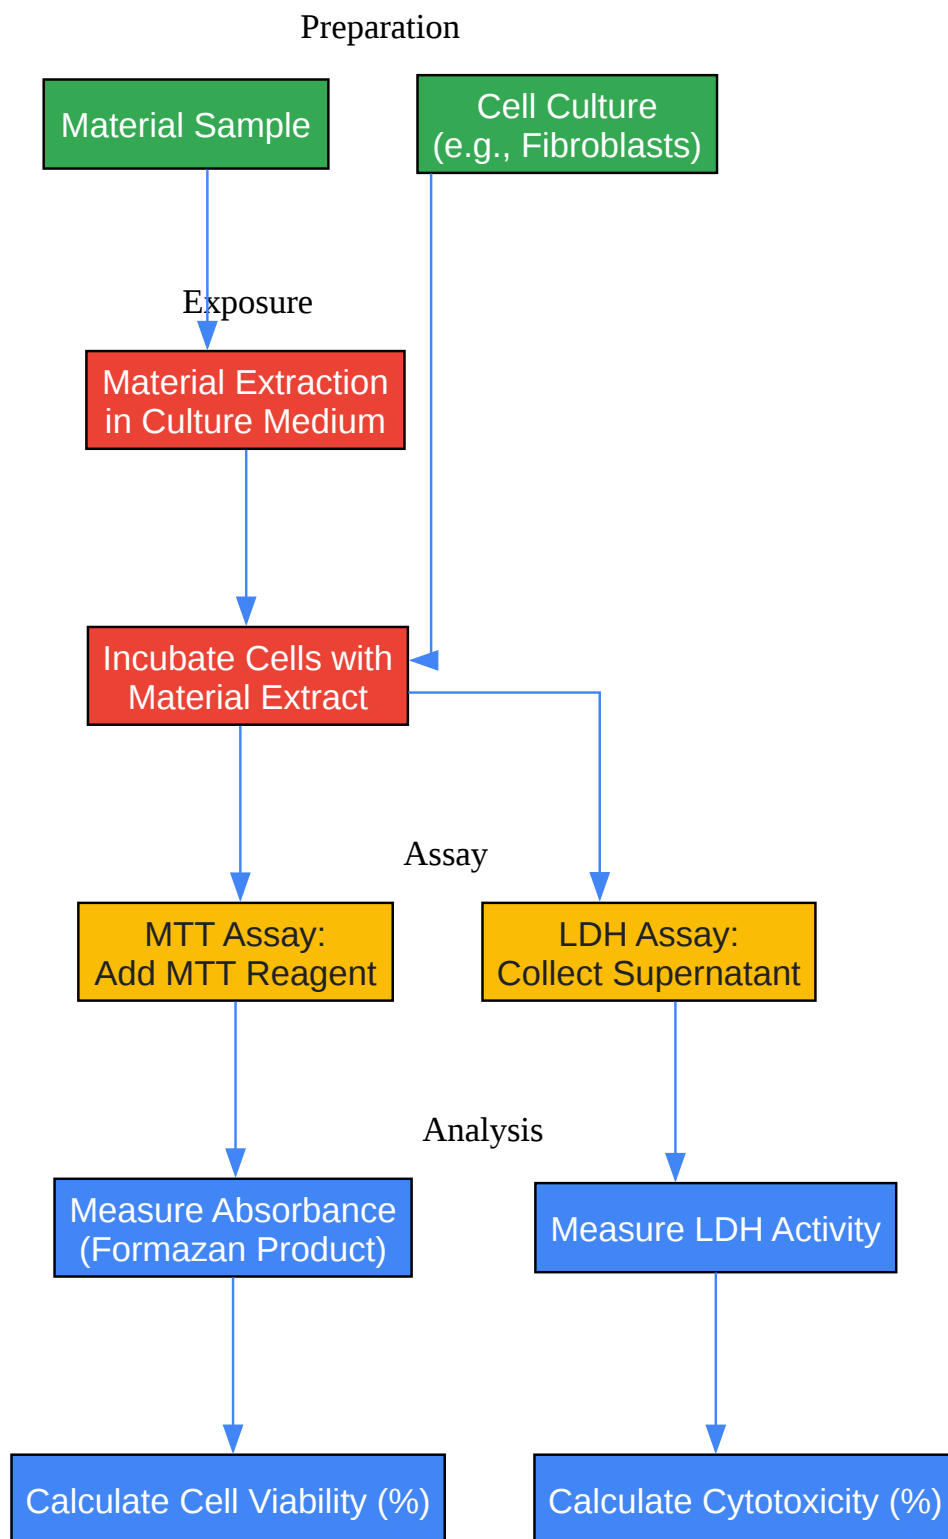 Preparation
Material Sample
Cell Culture
(e.g., Fibroblasts)
Exposure
Material Extraction
in Culture Medium
Incubate Cells with
Material Extract
Assay
MTT Assay:
Add MTT Reagent
LDH Assay:
Collect Supernatant
Analysis
Measure Absorbance
(Formazan Product)
Measure LDH Activity
Calculate Cell Viability (%)
Calculate Cytotoxicity (%)